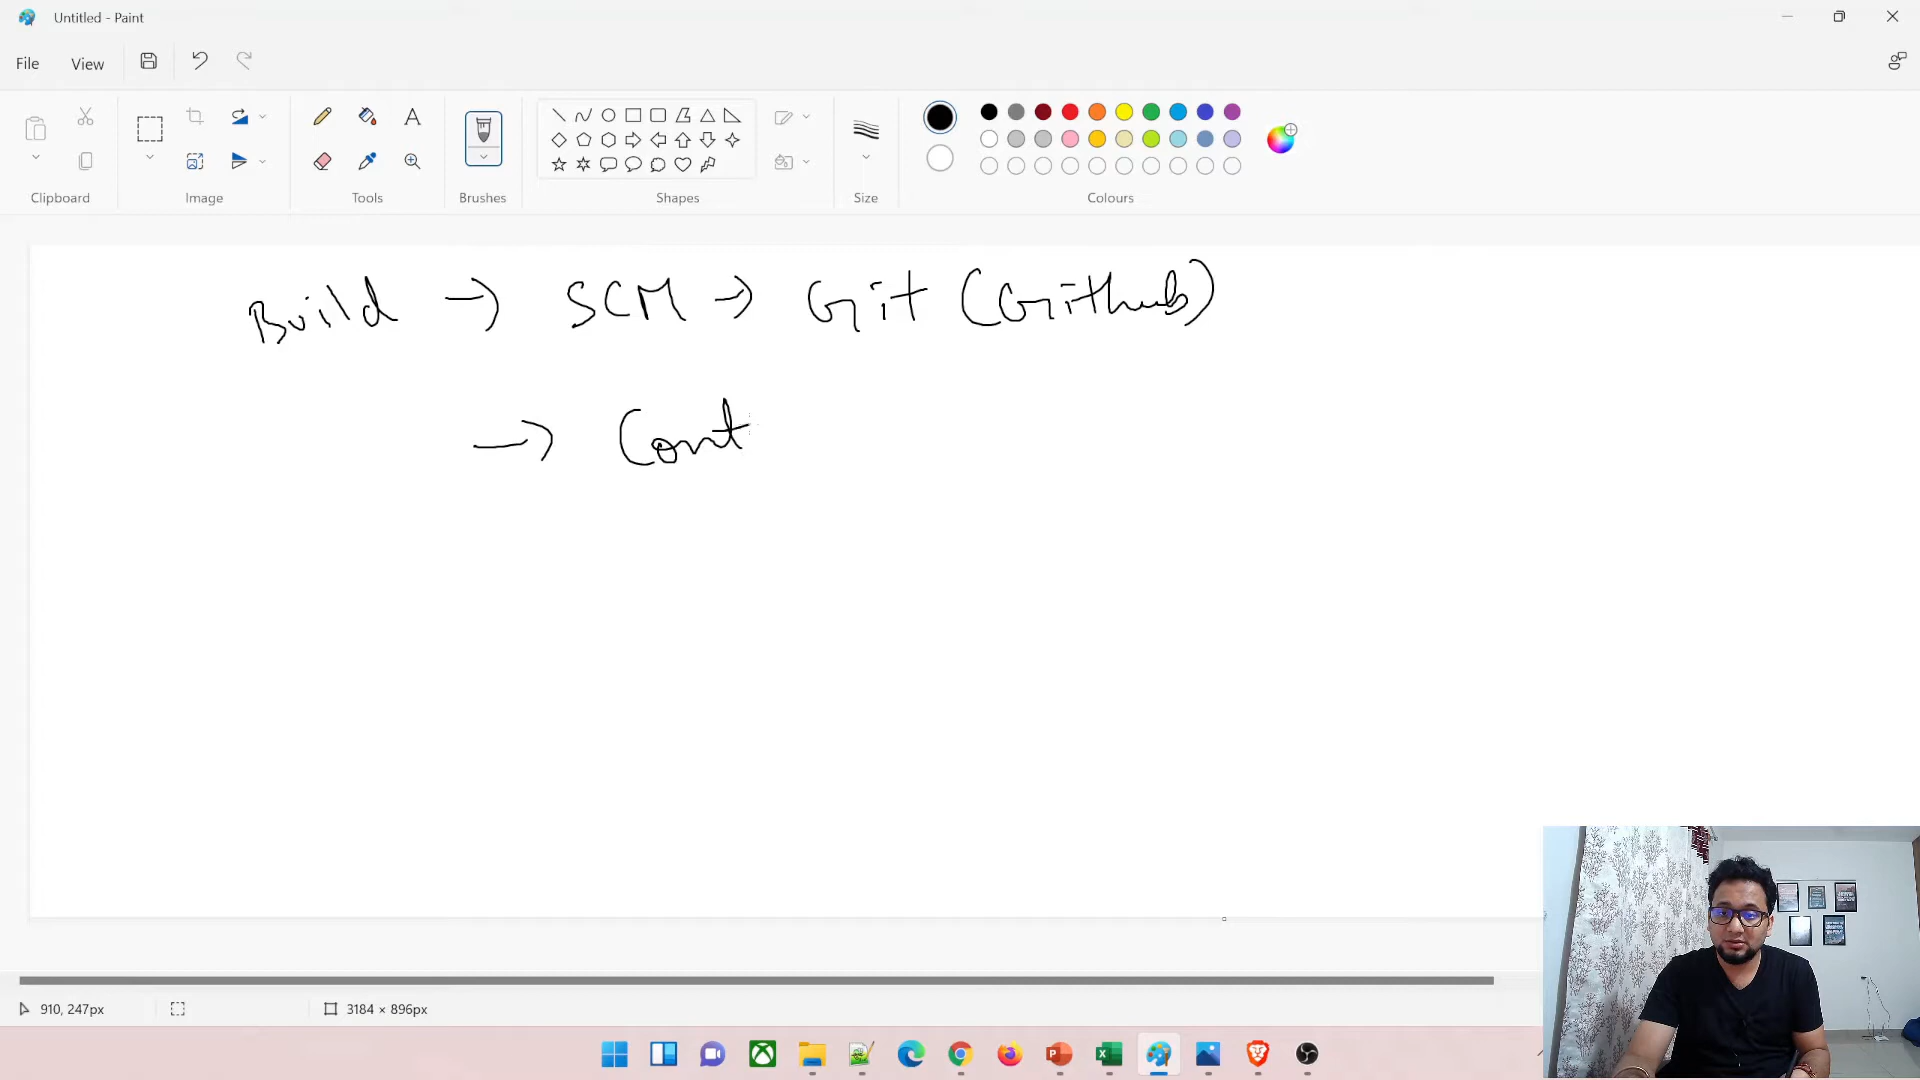 Untitled - Paint
File View
Clipboard Image Tools Brushes Shapes Size Colours
Build → SCM → Git (Github)
→ Cont
910, 247px 3184 × 896px